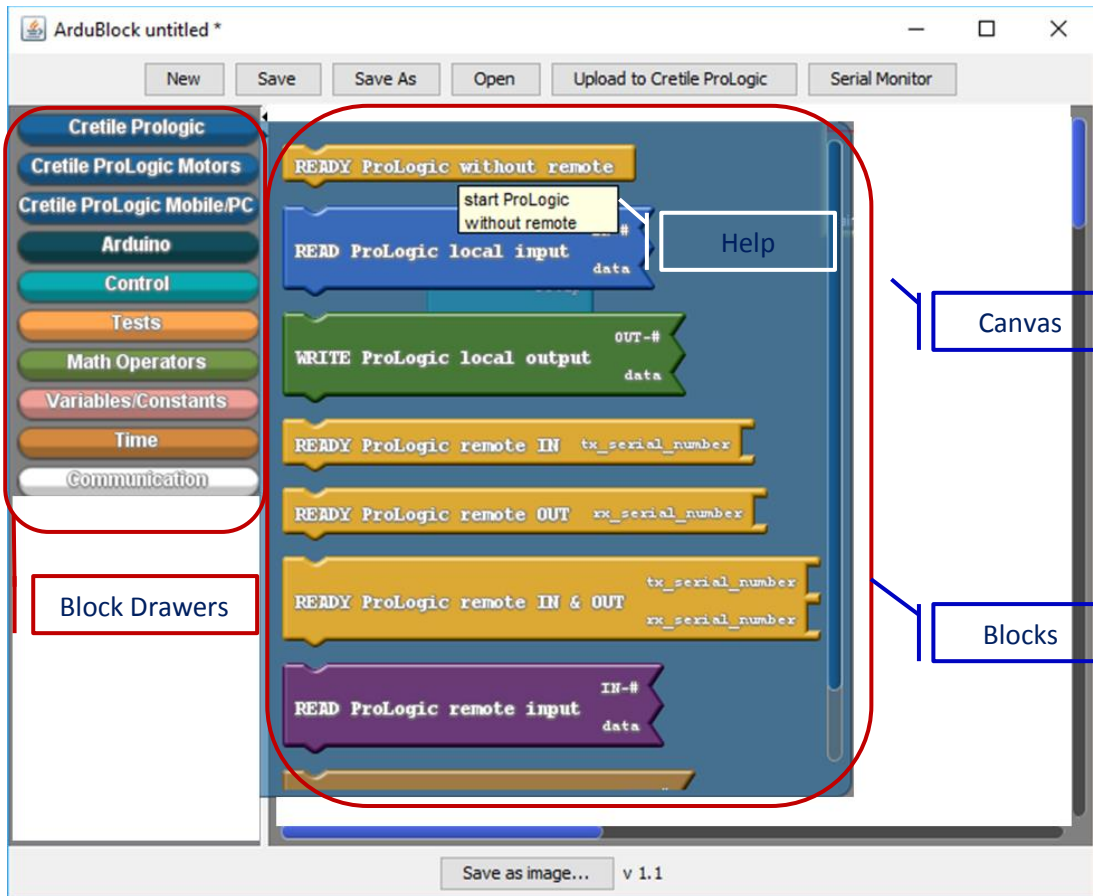 ArduBlock untitled *
New Save Save As Open Upload to Cretile ProLogic Serial Monitor
Cretile Prologic
Cretile ProLogic Motors
Cretile ProLogic Mobile/PC
Arduino
Control
Tests
Math Operators
Variables/Constants
Time
Communication
Block Drawers
READY ProLogic without remote
start ProLogic
without remote
READ ProLogic local input
data
Help
WRITE ProLogic local output
OUT-#
data
READY ProLogic remote IN tx_serial_number
READY ProLogic remote OUT rx_serial_number
READY ProLogic remote IN & OUT
tx_serial_number
rx_serial_number
READ ProLogic remote input
IN-#
data
Canvas
Blocks
Save as image... v 1.1